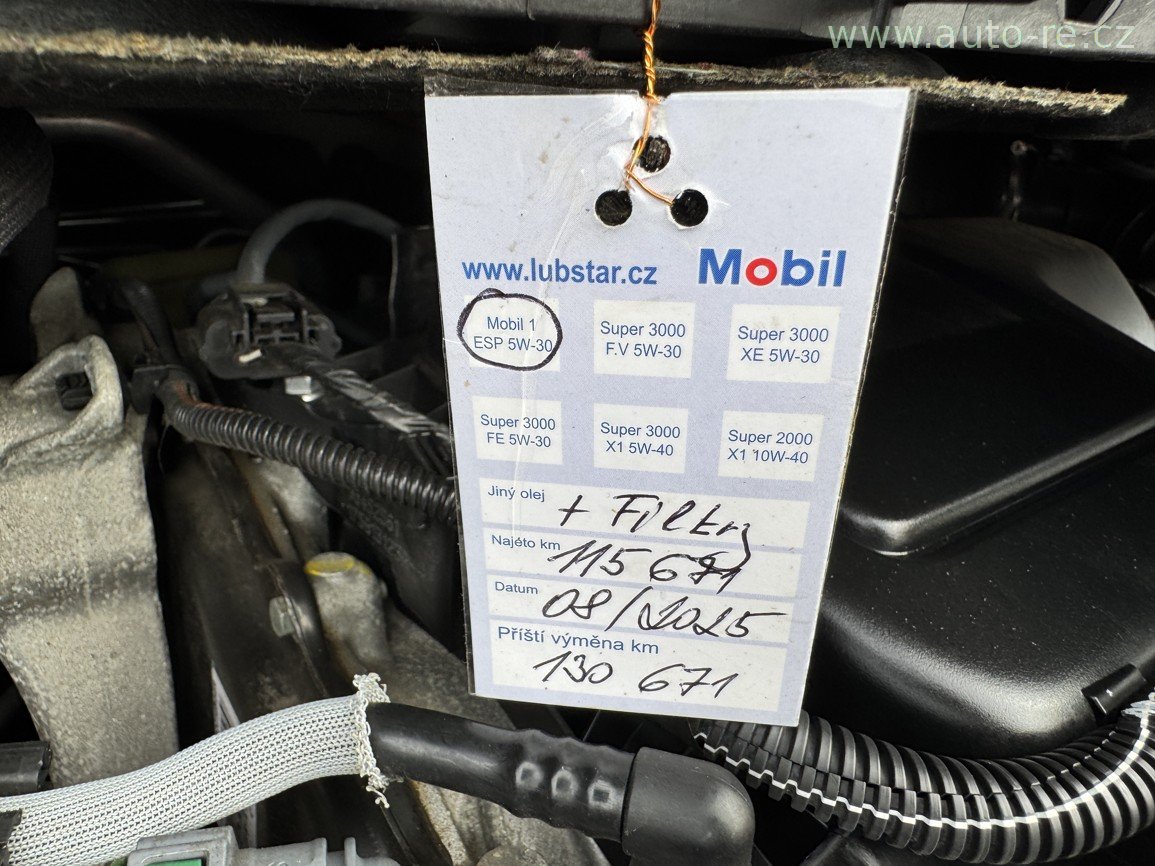 www.auto-re.cz
www.lubstar.cz Mobil
Mobil 1
ESP 5W-30
Super 3000
F.V 5W-30
Super 3000
XE 5W-30
Super 3000
FE 5W-30
Super 3000
X1 5W-40
Super 2000
X1 10W-40
Jiný olej + Filtry
Najéto km 115 671
Datum 08/2025
Příští výměna km
130 671